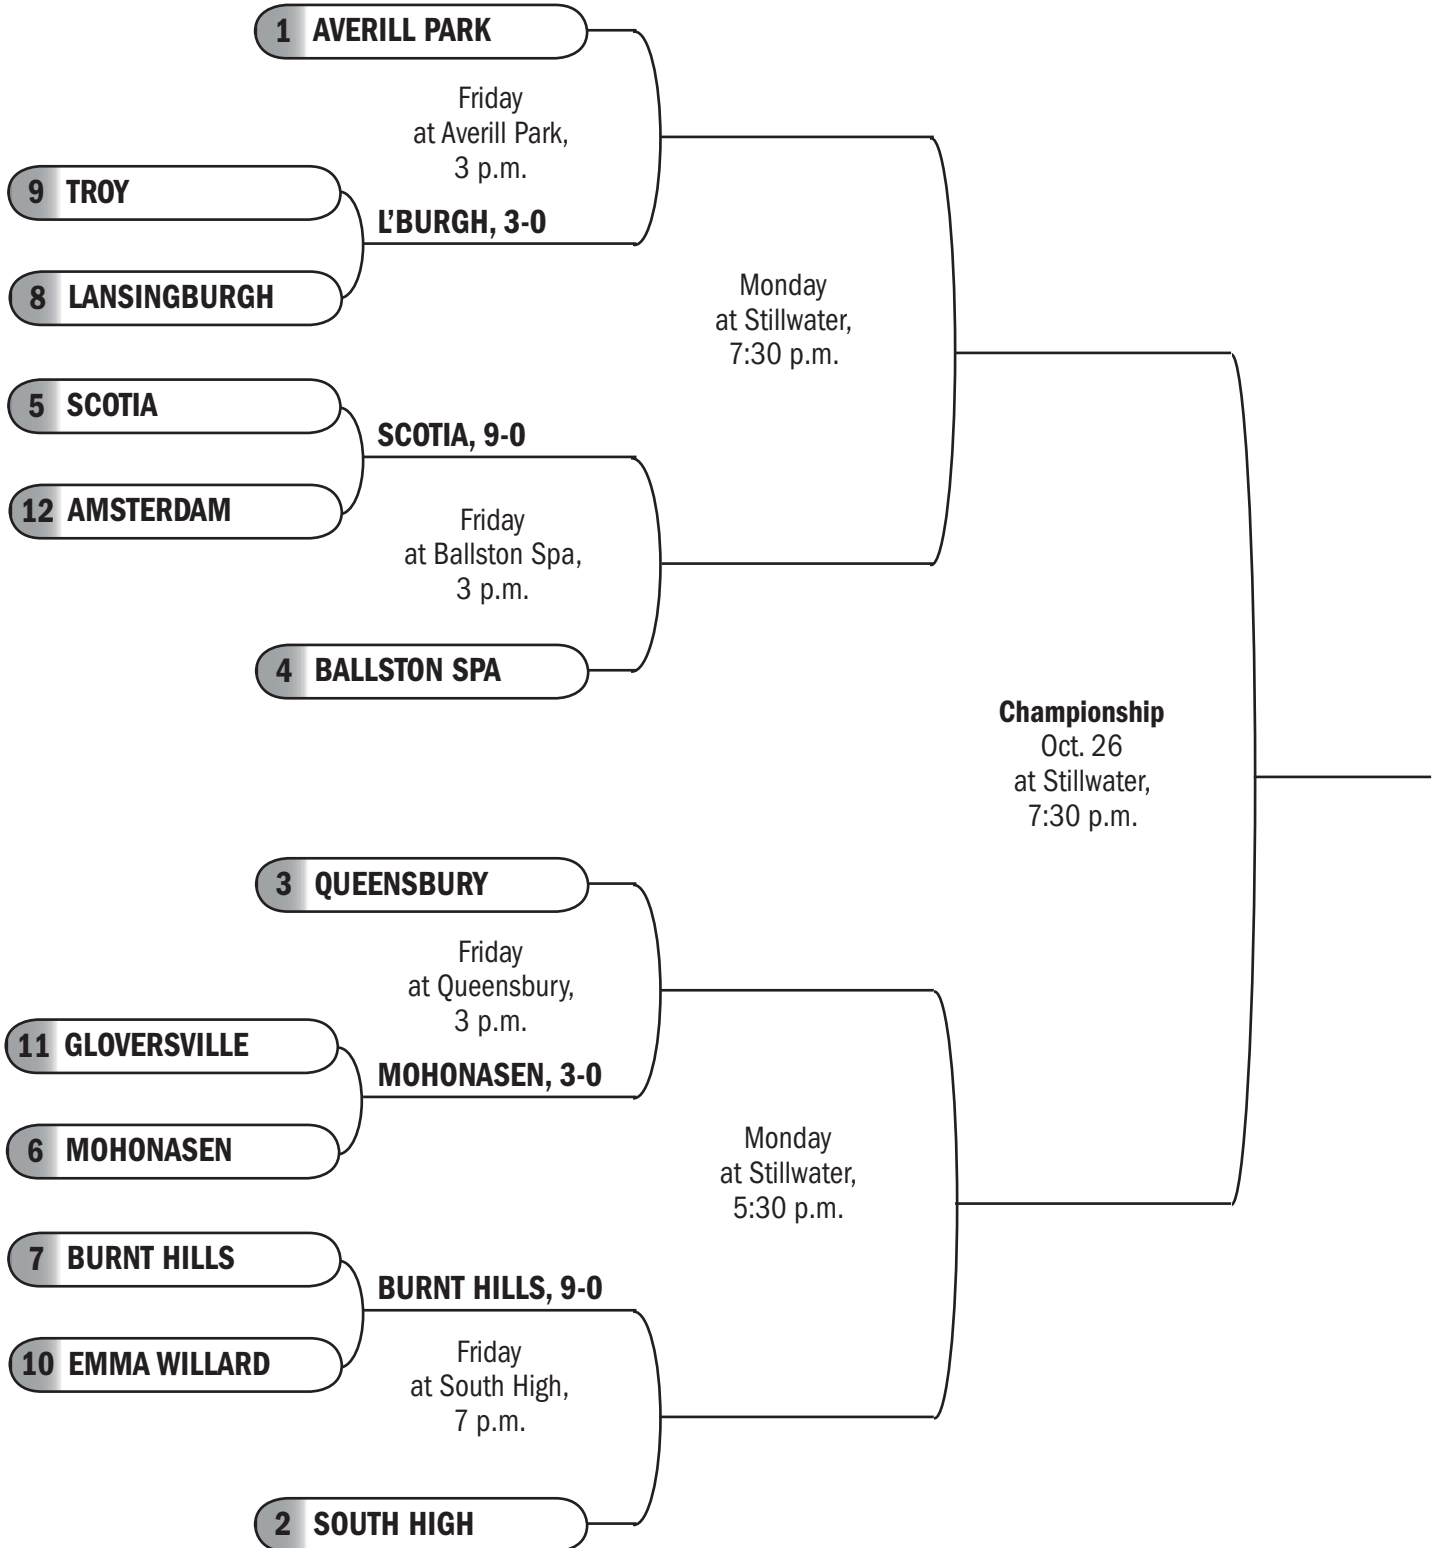 1 AVERILL PARK
Friday
at Averill Park,
3 p.m.
9 TROY
L'BURGH, 3-0
8 LANSINGBURGH
Monday
at Stillwater,
7:30 p.m.
5 SCOTIA
SCOTIA, 9-0
12 AMSTERDAM
Friday
at Ballston Spa,
3 p.m.
4 BALLSTON SPA
Championship
Oct. 26
at Stillwater,
7:30 p.m.
3 QUEENSBURY
Friday
at Queensbury,
3 p.m.
11 GLOVERSVILLE
MOHONASEN, 3-0
6 MOHONASEN
Monday
at Stillwater,
5:30 p.m.
7 BURNT HILLS
BURNT HILLS, 9-0
10 EMMA WILLARD
Friday
at South High,
7 p.m.
2 SOUTH HIGH